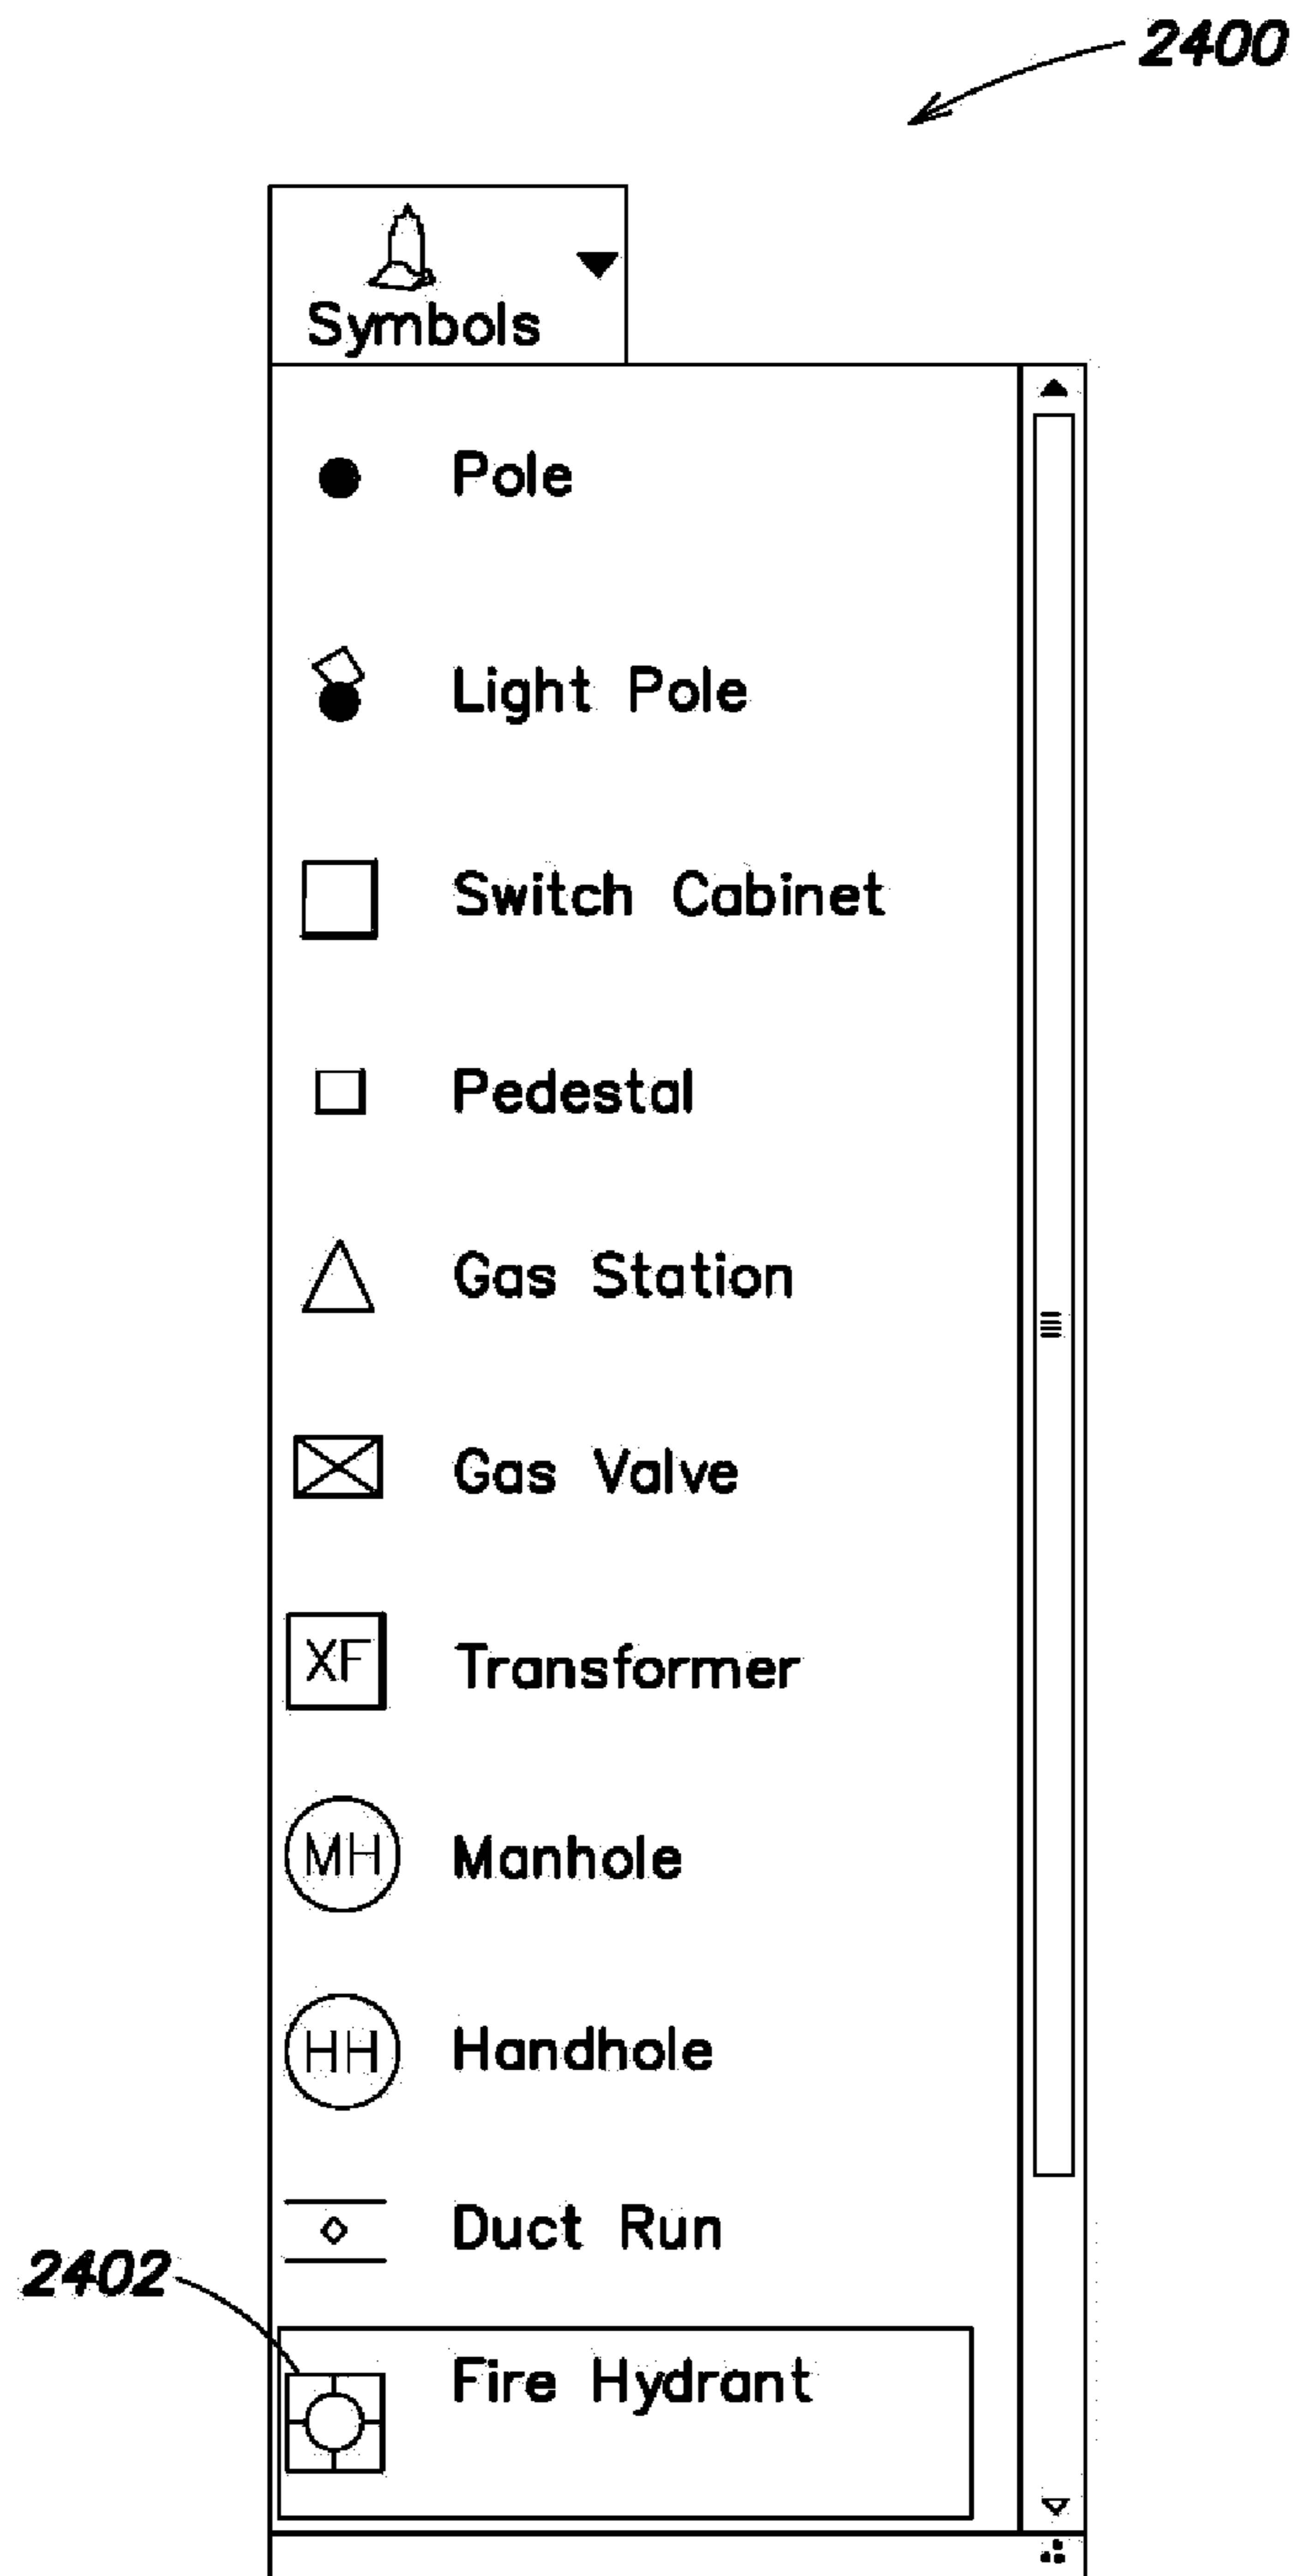 2400
Symbols
Pole
Light Pole
Switch Cabinet
Pedestal
Gas Station
Gas Valve
XF Transformer
MH Manhole
HH Handhole
Duct Run
2402
Fire Hydrant